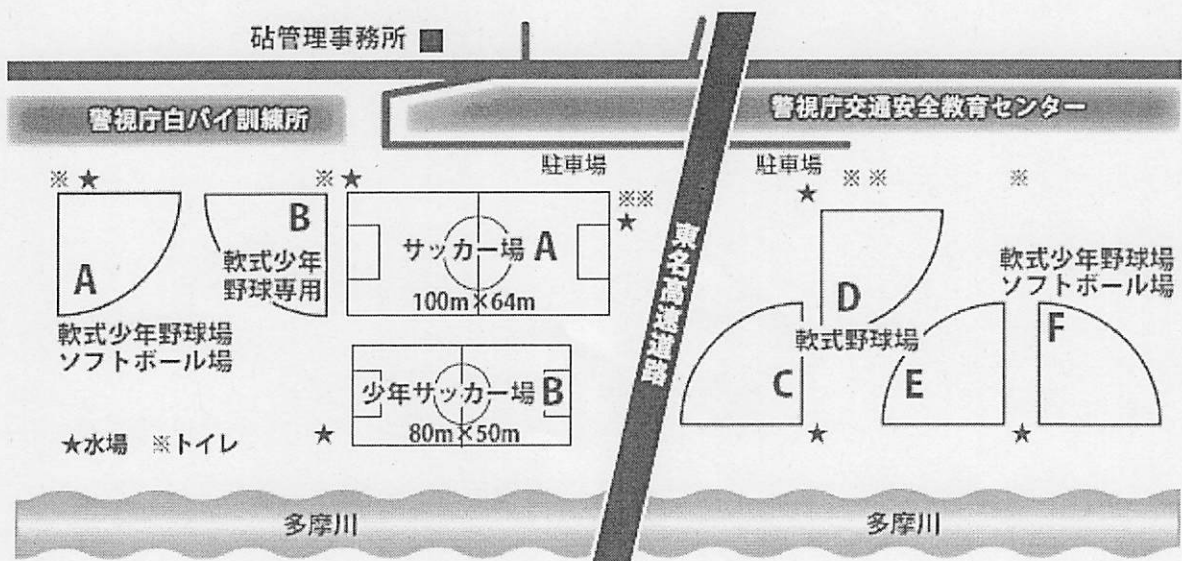 砧管理事務所 ■
警視庁白バイ訓練所
警視庁交通安全教育センター
駐車場
駐車場
※ ★
※ ★
※※
★
★
※ ※
※
A
軟式少年野球場
ソフトボール場
B
軟式少年
野球専用
サッカー場 A
100m×64m
少年サッカー場 B
80m×50m
★
東名高速道路
D
軟式野球場
C
E
軟式少年野球場
ソフトボール場
F
★
★
★水場 ※トイレ
多摩川
多摩川